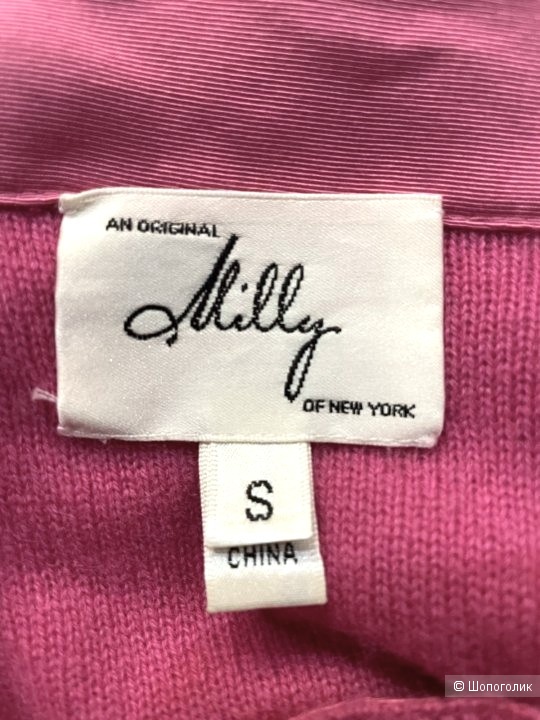 AN ORIGINAL
Milly
OF NEW YORK
S
CHINA
© Шопоголик